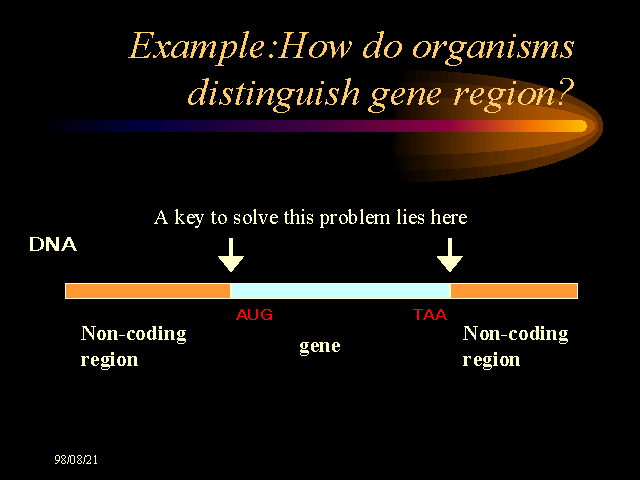 Example:How do organisms
distinguish gene region?
A key to solve this problem lies here
DNA
AUG
TAA
Non-coding
region
gene
Non-coding
region
98/08/21